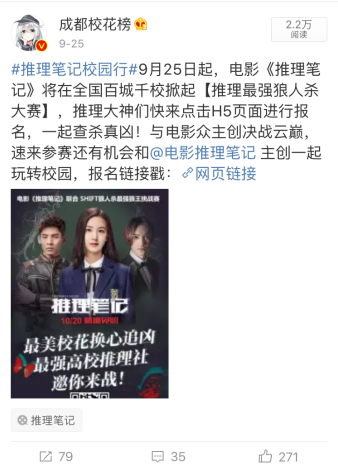 成都校花榜
9-25
2.2万
阅读
#推理笔记校园行#9月25日起，电影《推理笔
记》将在全国百城千校掀起【推理最强狼人杀
大赛】，推理大神们快来点击H5页面进行报
名，一起查杀真凶！与电影众主创决战云巅，
速来参赛还有机会和@电影推理笔记 主创一起
玩转校园，报名链接戳： 网页链接
电影《推理笔记》联合 SHIFT狼人杀最强狼王挑战赛
推理笔记
10/20
最美校花换心追凶
最强高校推理社
邀你来战！
推理笔记
79
35
271